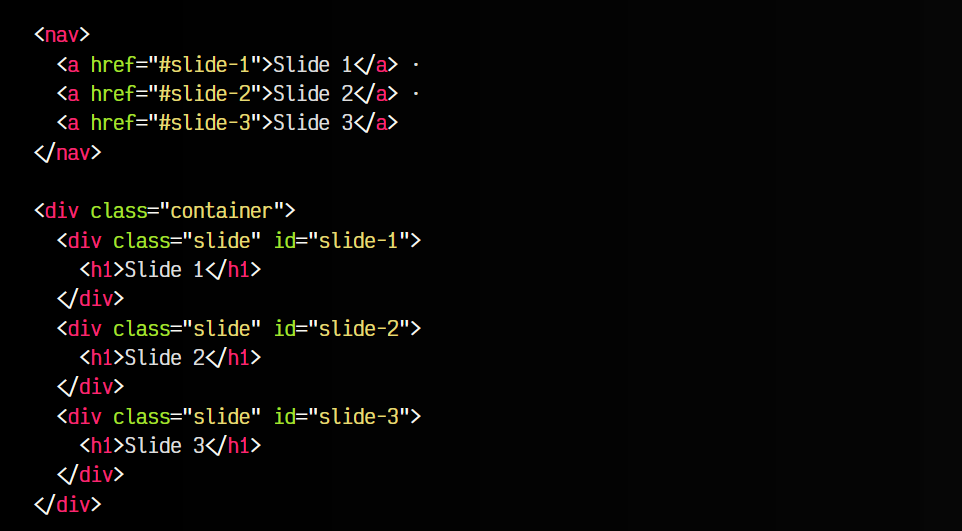 <nav>
  <a href="#slide-1">Slide 1</a> ·
  <a href="#slide-2">Slide 2</a> ·
  <a href="#slide-3">Slide 3</a>
</nav>

<div class="container">
  <div class="slide" id="slide-1">
    <h1>Slide 1</h1>
  </div>
  <div class="slide" id="slide-2">
    <h1>Slide 2</h1>
  </div>
  <div class="slide" id="slide-3">
    <h1>Slide 3</h1>
  </div>
</div>